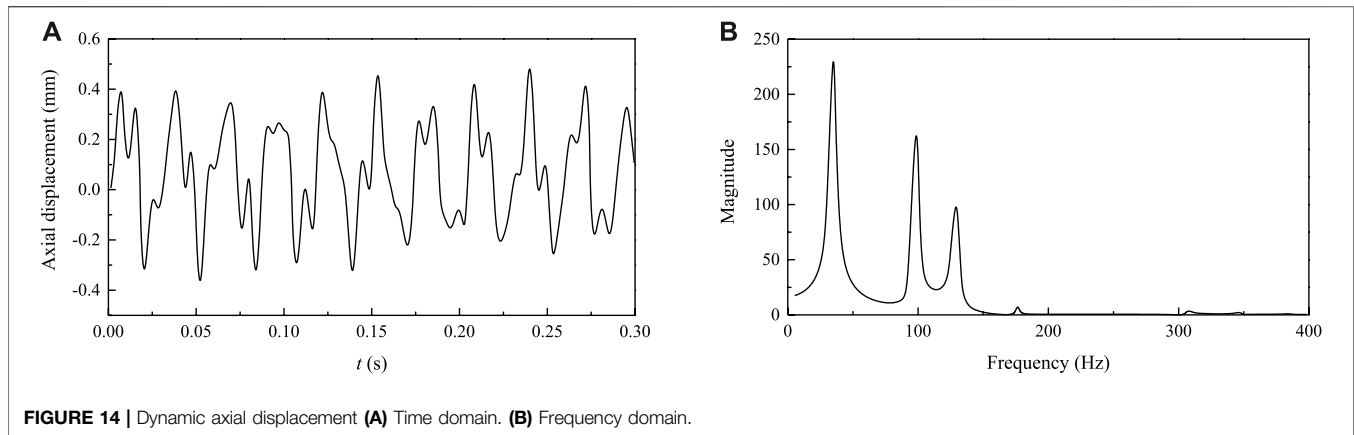 A
B
0.6
0.4
0.2
0.0
-0.2
-0.4
Axial displacement (mm)
0.00 0.05 0.10 0.15 0.20 0.25 0.30
t (s)
250
200
150
100
50
0
Magnitude
0 100 200 300 400
Frequency (Hz)
FIGURE 14 | Dynamic axial displacement (A) Time domain. (B) Frequency domain.